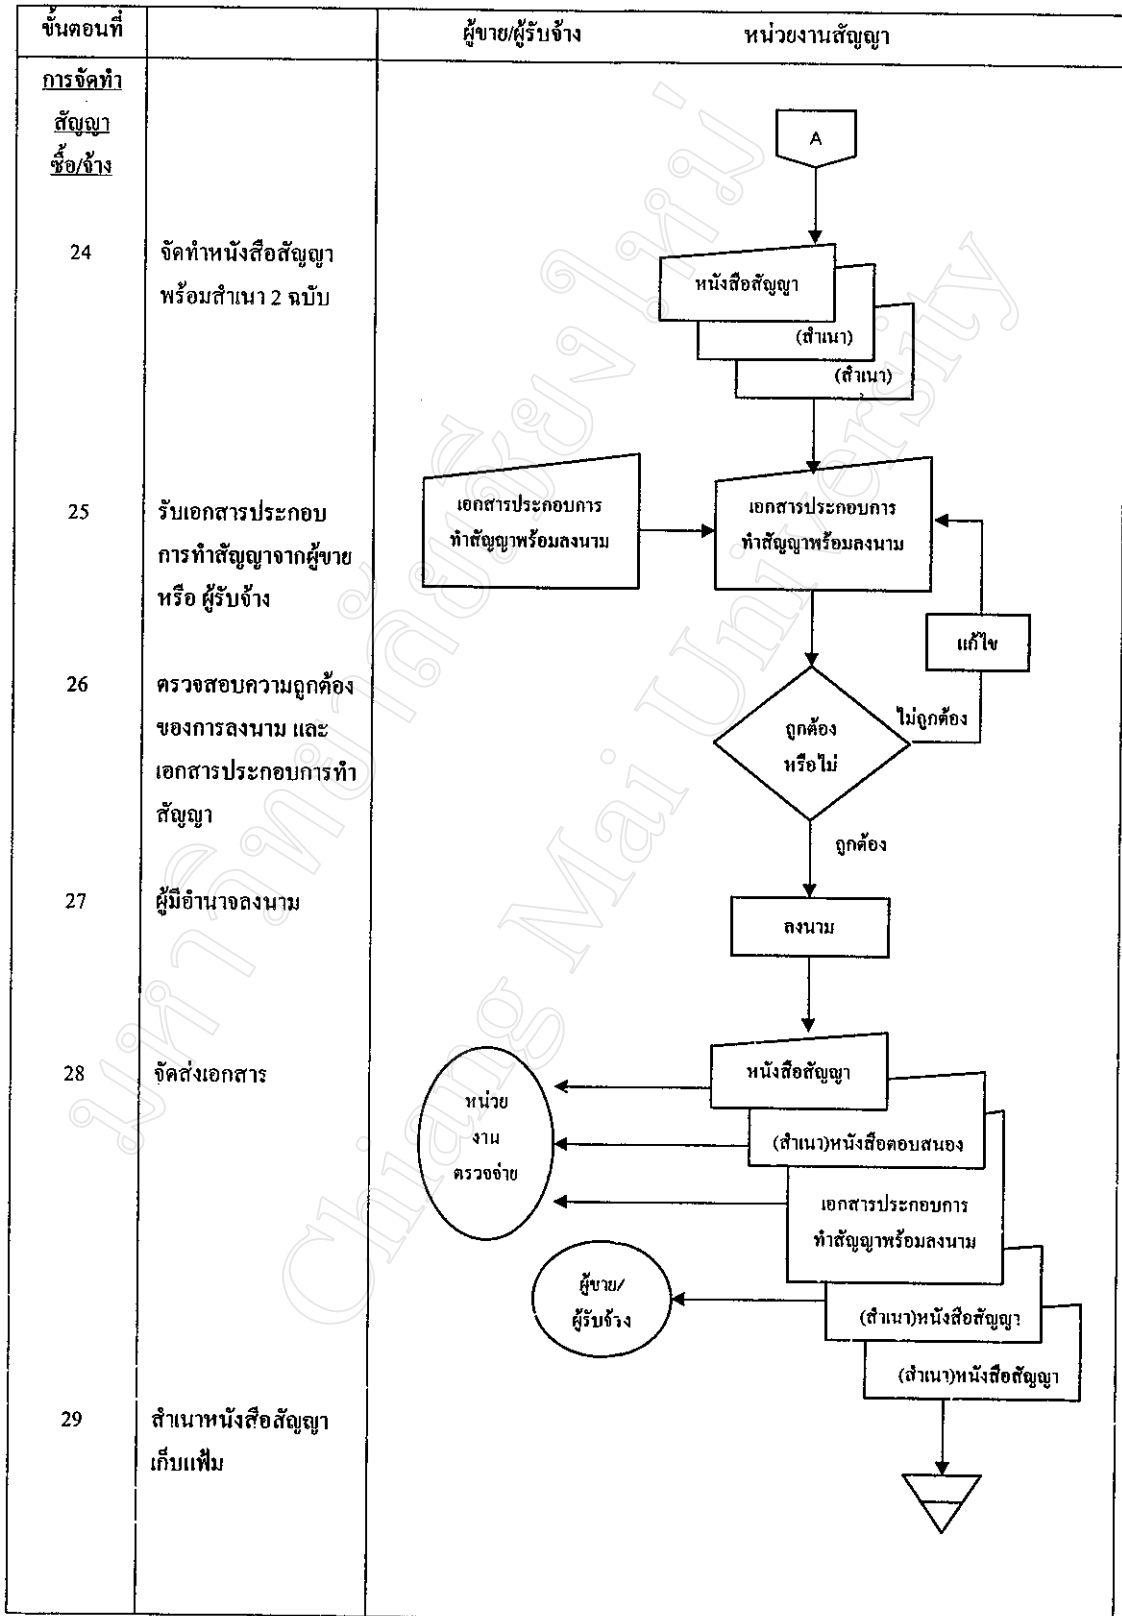 ขั้นตอนที่ ผู้ขาย/ผู้รับจ้าง หน่วยงานสัญญา
การจัดทำ
สัญญา
ซื้อ/จ้าง
A
24 จัดทำหนังสือสัญญา
พร้อมสำเนา 2 ฉบับ
หนังสือสัญญา
(สำเนา)
(สำเนา)
25 รับเอกสารประกอบ
การทำสัญญาจากผู้ขาย
หรือ ผู้รับจ้าง
เอกสารประกอบการ
ทำสัญญาพร้อมลงนาม
เอกสารประกอบการ
ทำสัญญาพร้อมลงนาม
แก้ไข
26 ตรวจสอบความถูกต้อง
ของการลงนาม และ
เอกสารประกอบการทำ
สัญญา
ถูกต้อง
หรือไม่
ไม่ถูกต้อง
ถูกต้อง
27 ผู้มีอำนาจลงนาม
ลงนาม
28 จัดส่งเอกสาร
หน่วย
งาน
ตรวจจ่าย
หนังสือสัญญา
(สำเนา)หนังสือตอบสนอง
เอกสารประกอบการ
ทำสัญญาพร้อมลงนาม
ผู้ขาย/
ผู้รับจ้าง
(สำเนา)หนังสือสัญญา
(สำเนา)หนังสือสัญญา
29 สำเนาหนังสือสัญญา
เก็บแฟ้ม
มหาวิทยาลัยเชียงใหม่
Chiang Mai University